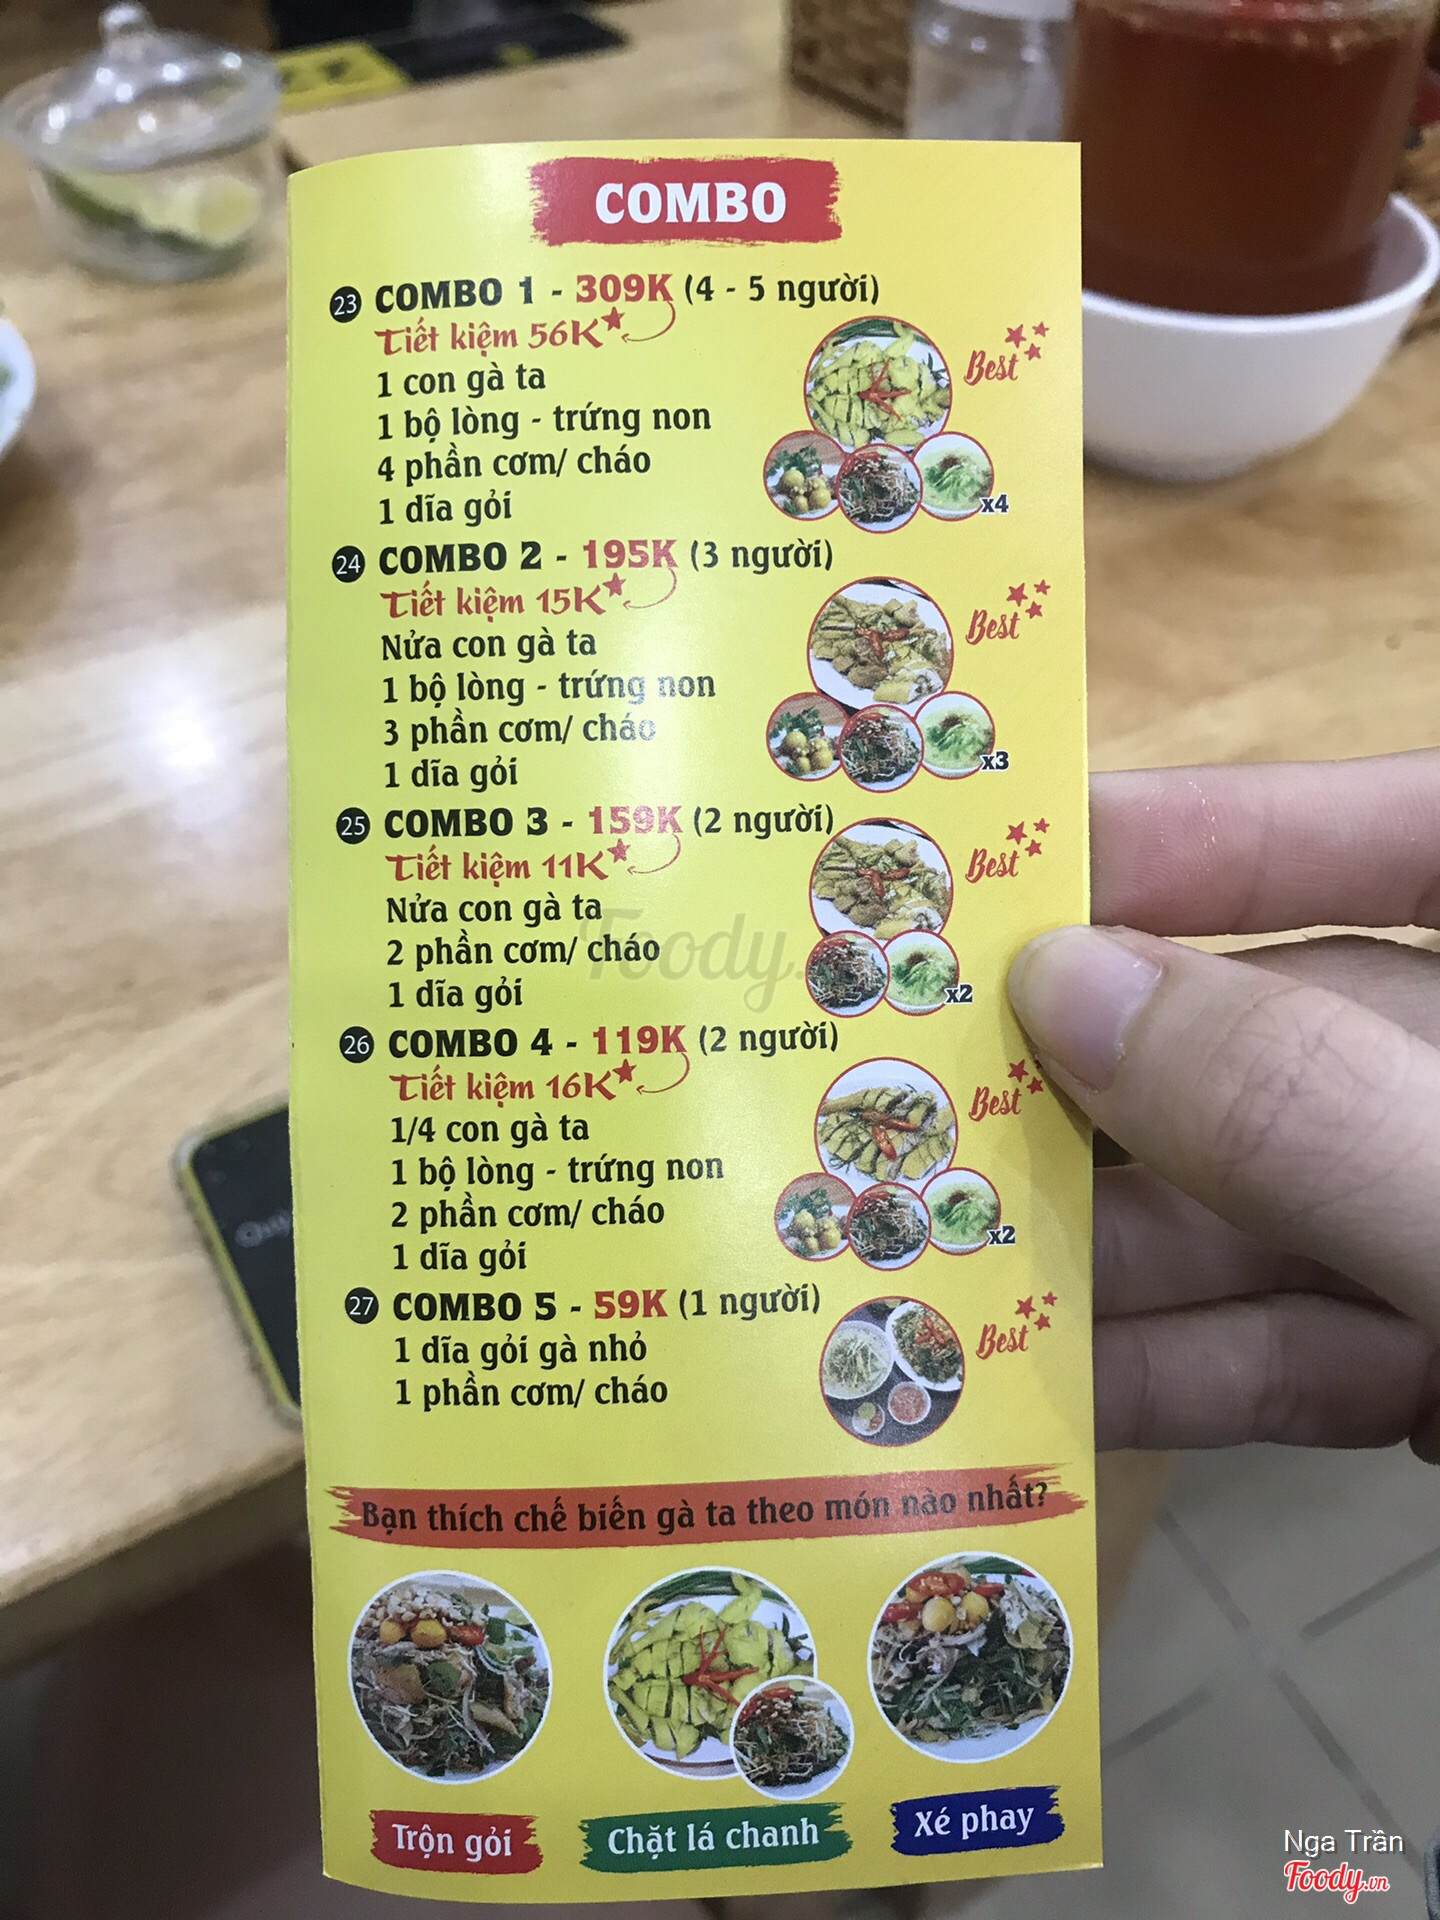 COMBO
23 COMBO 1 - 309K (4 - 5 người)
Tiết kiệm 56K
Best
1 con gà ta
1 bộ lòng - trứng non
4 phần cơm/ cháo
1 dĩa gỏi
x4
24 COMBO 2 - 195K (3 người)
Tiết kiệm 15K
Best
Nửa con gà ta
1 bộ lòng - trứng non
3 phần cơm/ cháo
1 dĩa gỏi
x3
25 COMBO 3 - 159K (2 người)
Tiết kiệm 11K
Best
Nửa con gà ta
2 phần cơm/ cháo
1 dĩa gỏi
x2
Foody.
26 COMBO 4 - 119K (2 người)
Tiết kiệm 16K
Best
1/4 con gà ta
1 bộ lòng - trứng non
2 phần cơm/ cháo
1 dĩa gỏi
x2
27 COMBO 5 - 59K (1 người)
Best
1 dĩa gỏi gà nhỏ
1 phần cơm/ cháo
Bạn thích chế biến gà ta theo món nào nhất?
Trộn gỏi
Chặt lá chanh
Xé phay
Nga Trần
Foody.vn